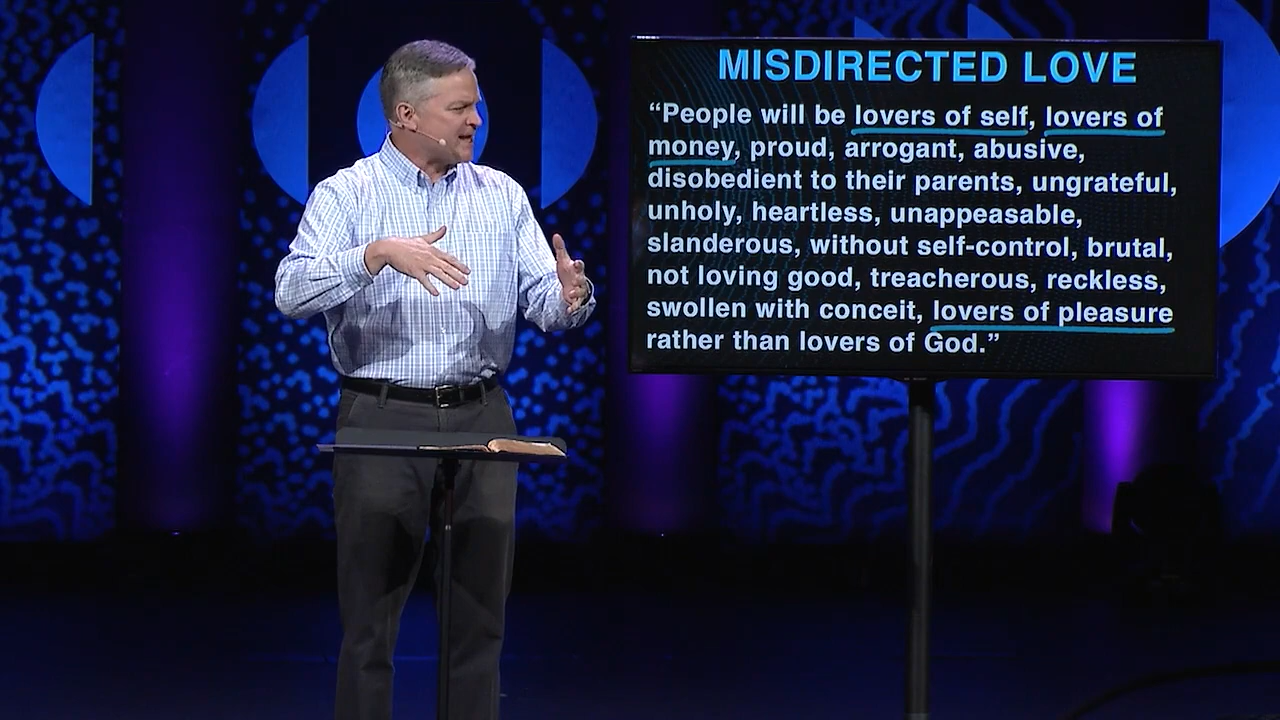 MISDIRECTED LOVE
“People will be lovers of self, lovers of
money, proud, arrogant, abusive,
disobedient to their parents, ungrateful,
unholy, heartless, unappeasable,
slanderous, without self-control, brutal,
not loving good, treacherous, reckless,
swollen with conceit, lovers of pleasure
rather than lovers of God.”